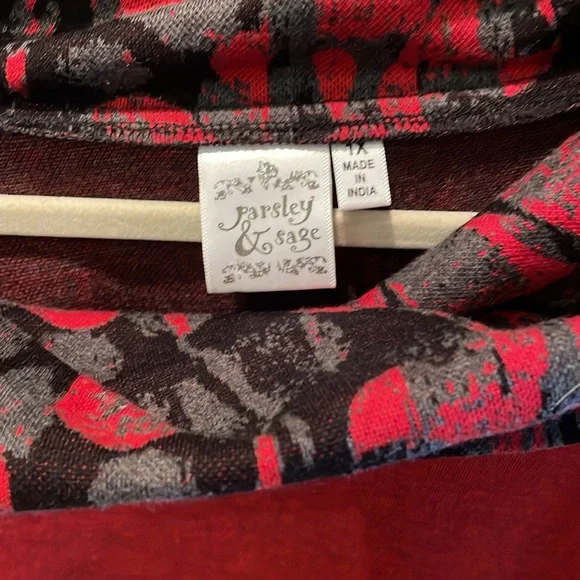 Parsley
& sage
1X
MADE
IN
INDIA